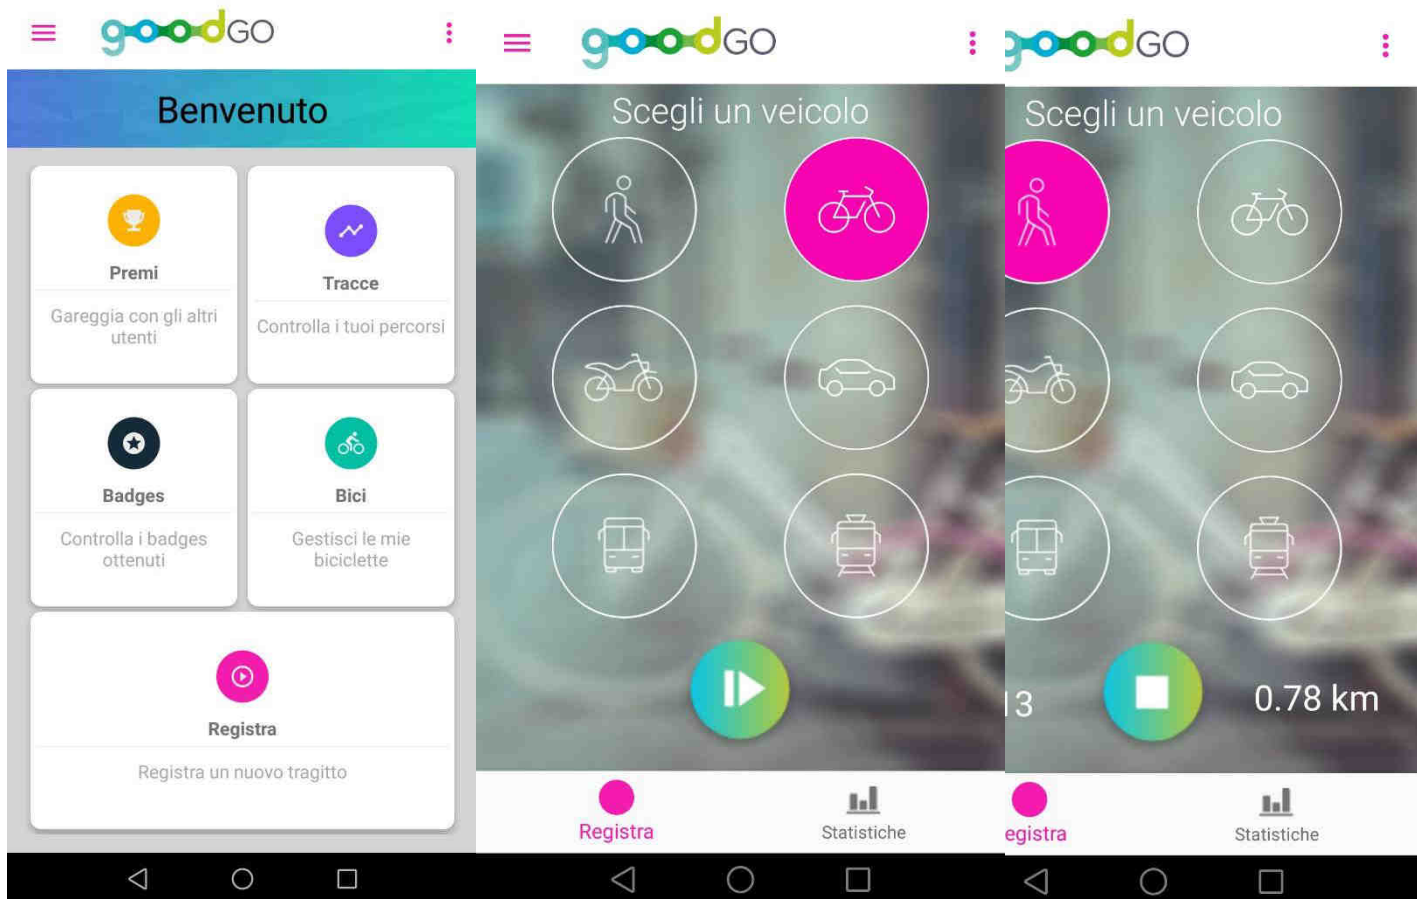 goodGO
Benvenuto
Premi
Gareggia con gli altri
utenti
Tracce
Controlla i tuoi percorsi
Badges
Controlla i badges
ottenuti
Bici
Gestisci le mie
biciclette
Registra
Registra un nuovo tragitto
goodGO
Scegli un veicolo
Registra
Statistiche
goodGO
Scegli un veicolo
13
0.78 km
egistra
Statistiche